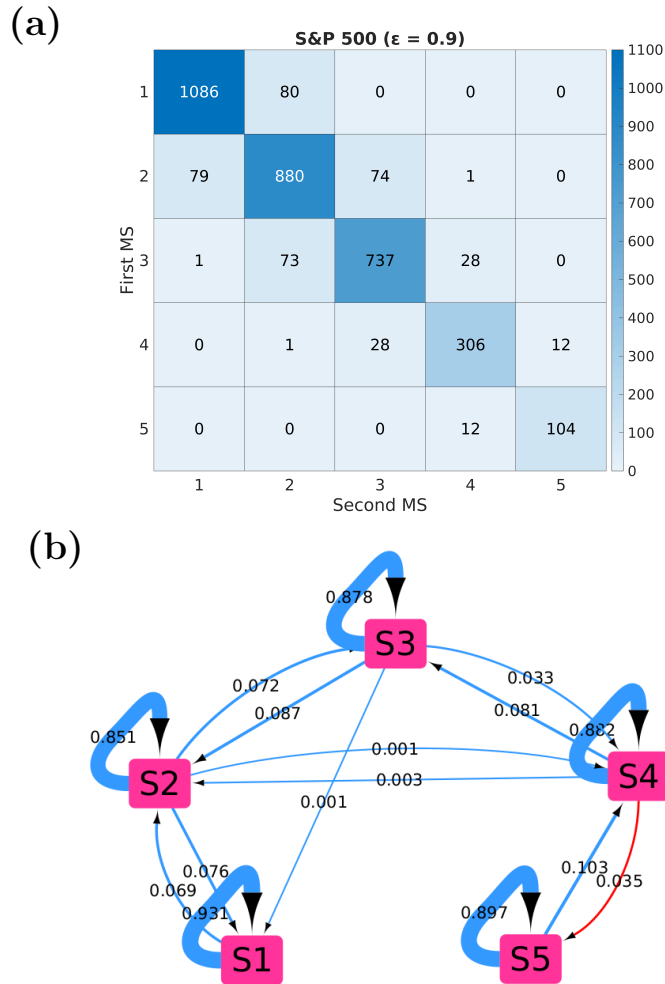 (a)
S&P 500 (ε = 0.9)
1 1086 80 0 0 0
2 79 880 74 1 0
3 1 73 737 28 0
4 0 1 28 306 12
5 0 0 0 12 104
1 2 3 4 5
First MS
Second MS
1100
1000
900
800
700
600
500
400
300
200
100
0
(b)
0.878
S3
0.072
0.033
0.087
0.081
0.851
0.882
S2
S4
0.001
0.003
0.001
0.076
0.069
0.931
S1
0.103
0.035
0.897
S5